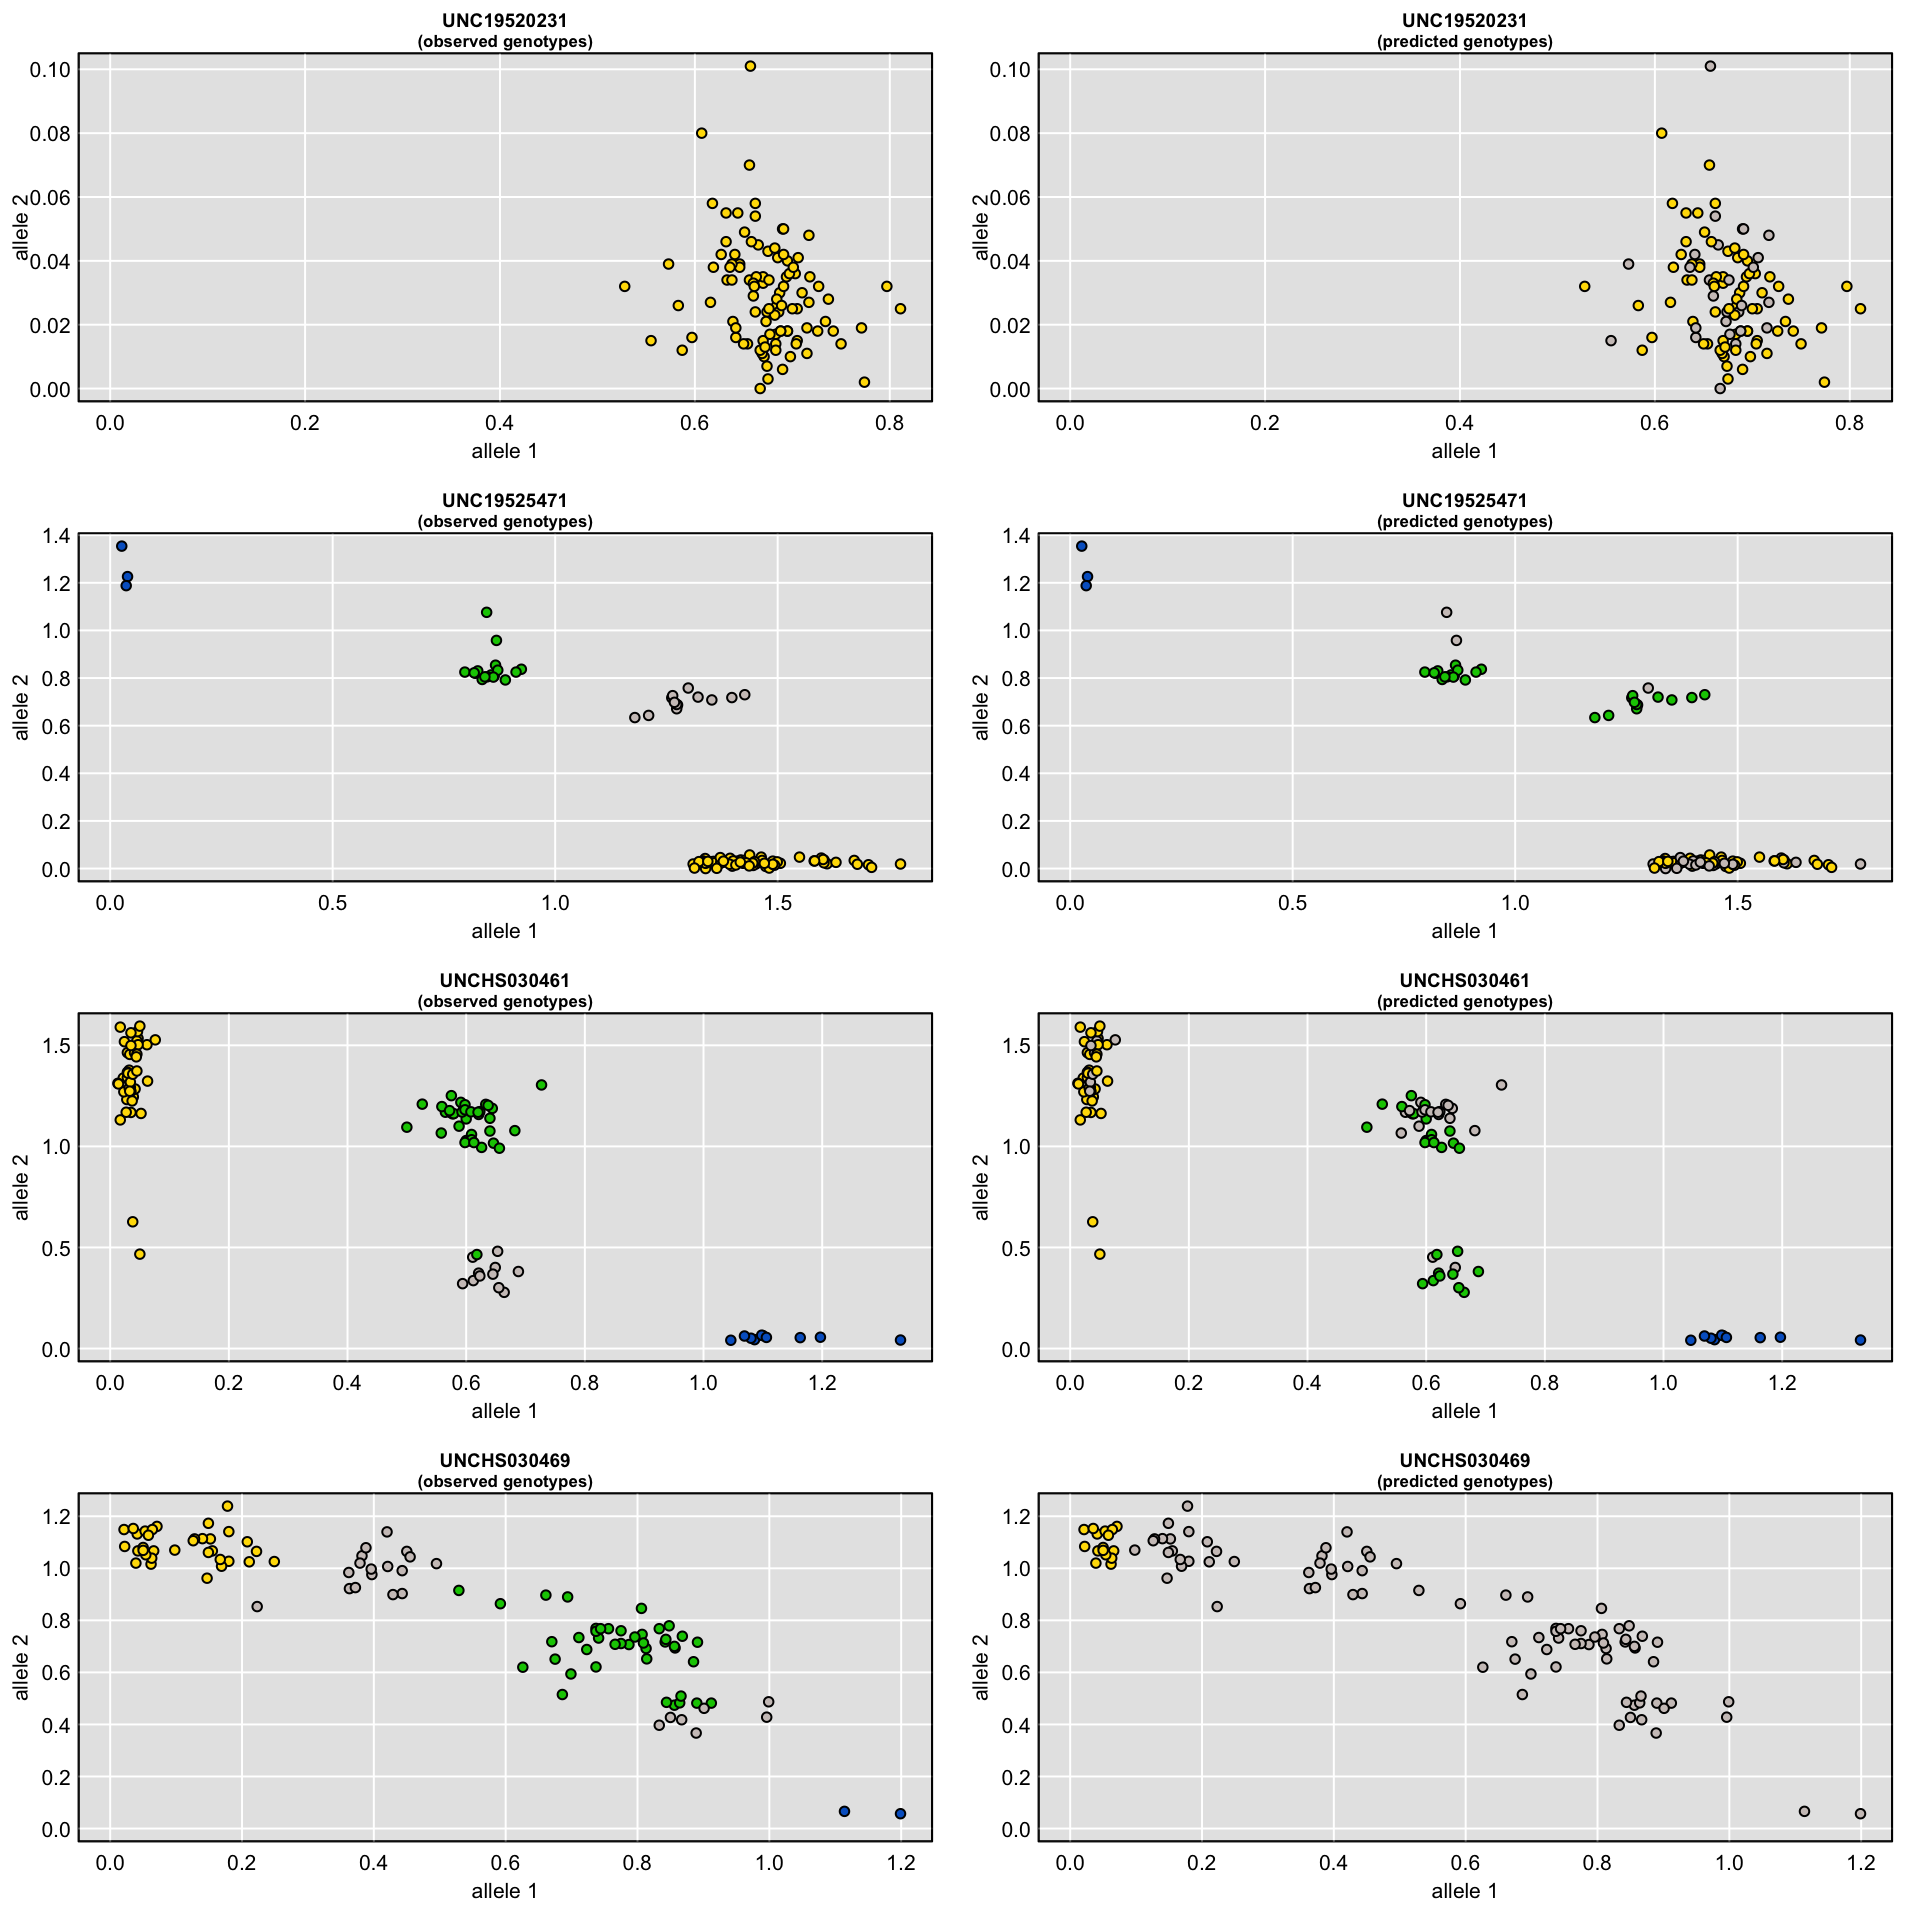 UNC19520231
(observed genotypes)
allele 2
0.10
0.08
0.06
0.04
0.02
0.00
0.0 0.2 0.4 0.6 0.8
allele 1
UNC19520231
(predicted genotypes)
allele 2
0.10
0.08
0.06
0.04
0.02
0.00
0.0 0.2 0.4 0.6 0.8
allele 1
UNC19525471
(observed genotypes)
allele 2
1.4
1.2
1.0
0.8
0.6
0.4
0.2
0.0
0.0 0.5 1.0 1.5
allele 1
UNC19525471
(predicted genotypes)
allele 2
1.4
1.2
1.0
0.8
0.6
0.4
0.2
0.0
0.0 0.5 1.0 1.5
allele 1
UNCHS030461
(observed genotypes)
allele 2
1.5
1.0
0.5
0.0
0.0 0.2 0.4 0.6 0.8 1.0 1.2
allele 1
UNCHS030461
(predicted genotypes)
allele 2
1.5
1.0
0.5
0.0
0.0 0.2 0.4 0.6 0.8 1.0 1.2
allele 1
UNCHS030469
(observed genotypes)
allele 2
1.2
1.0
0.8
0.6
0.4
0.2
0.0
0.0 0.2 0.4 0.6 0.8 1.0 1.2
allele 1
UNCHS030469
(predicted genotypes)
allele 2
1.2
1.0
0.8
0.6
0.4
0.2
0.0
0.0 0.2 0.4 0.6 0.8 1.0 1.2
allele 1